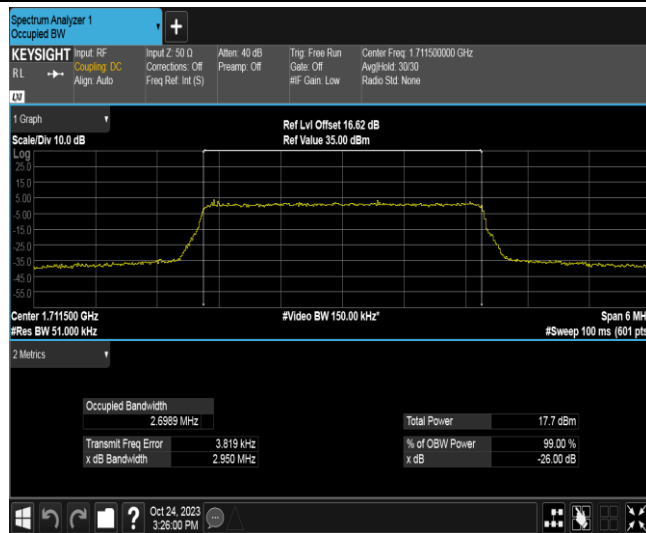 Spectrum Analyzer 1
Occupied BW
+
KEYSIGHT
RL
Input: RF
Coupling: DC
Align: Auto
Input Z: 50 Ω
Corrections: Off
Freq Ref: Int (S)
Atten: 40 dB
Preamp: Off
Trig: Free Run
Gate: Off
#IF Gain: Low
Center Freq: 1.711500000 GHz
Avg|Hold: 30/30
Radio Std: None
1 Graph
Scale/Div 10.0 dB
Ref Lvl Offset 16.62 dB
Ref Value 35.00 dBm
Log
25.0
15.0
5.00
-5.00
-15.0
-25.0
-35.0
-45.0
-55.0
Center 1.711500 GHz
#Res BW 51.000 kHz
#Video BW 150.00 kHz*
Span 6 MH
#Sweep 100 ms (601 pts
2 Metrics
Occupied Bandwidth
2.6989 MHz
Transmit Freq Error 3.819 kHz
x dB Bandwidth 2.950 MHz
Total Power 17.7 dBm
% of OBW Power 99.00 %
x dB -26.00 dB
?
Oct 24, 2023
3:26:00 PM